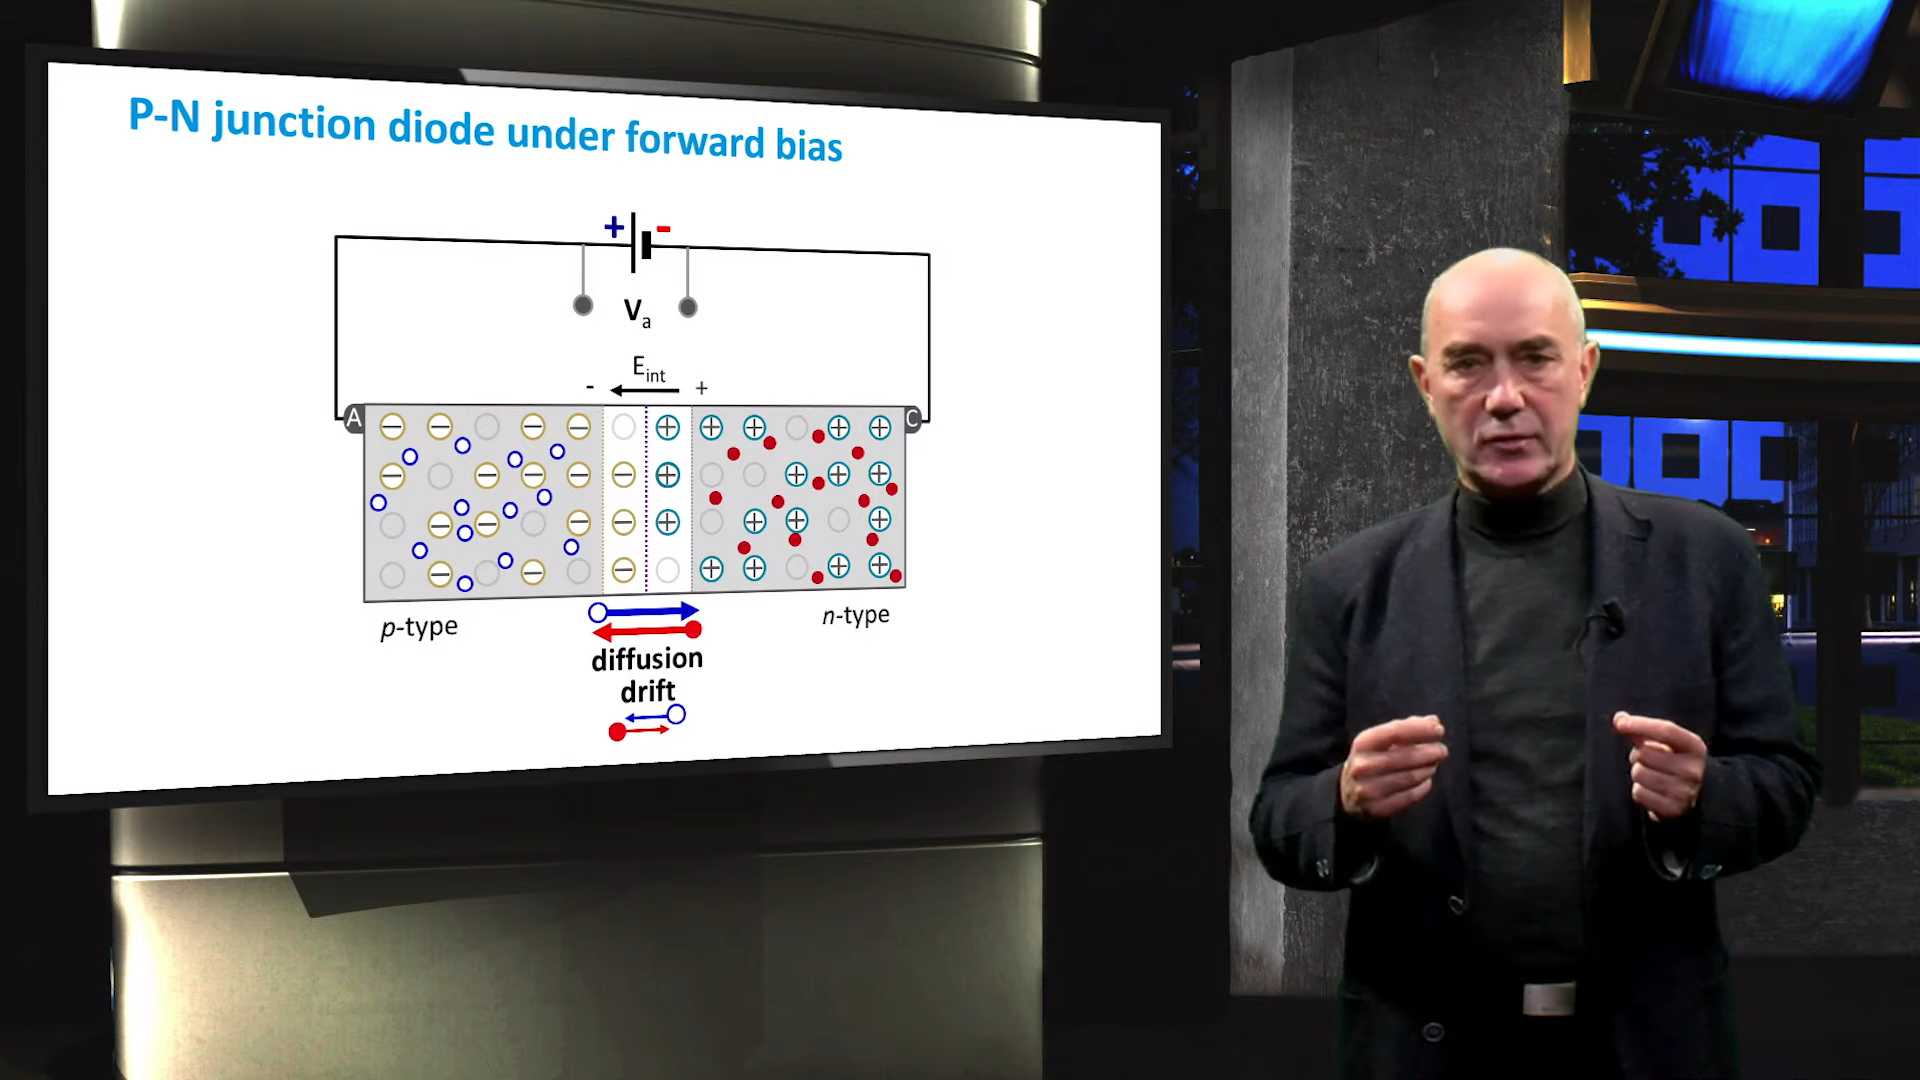 P-N junction diode under forward bias
+ -
Va
Eint
- +
A C
p-type n-type
diffusion
drift